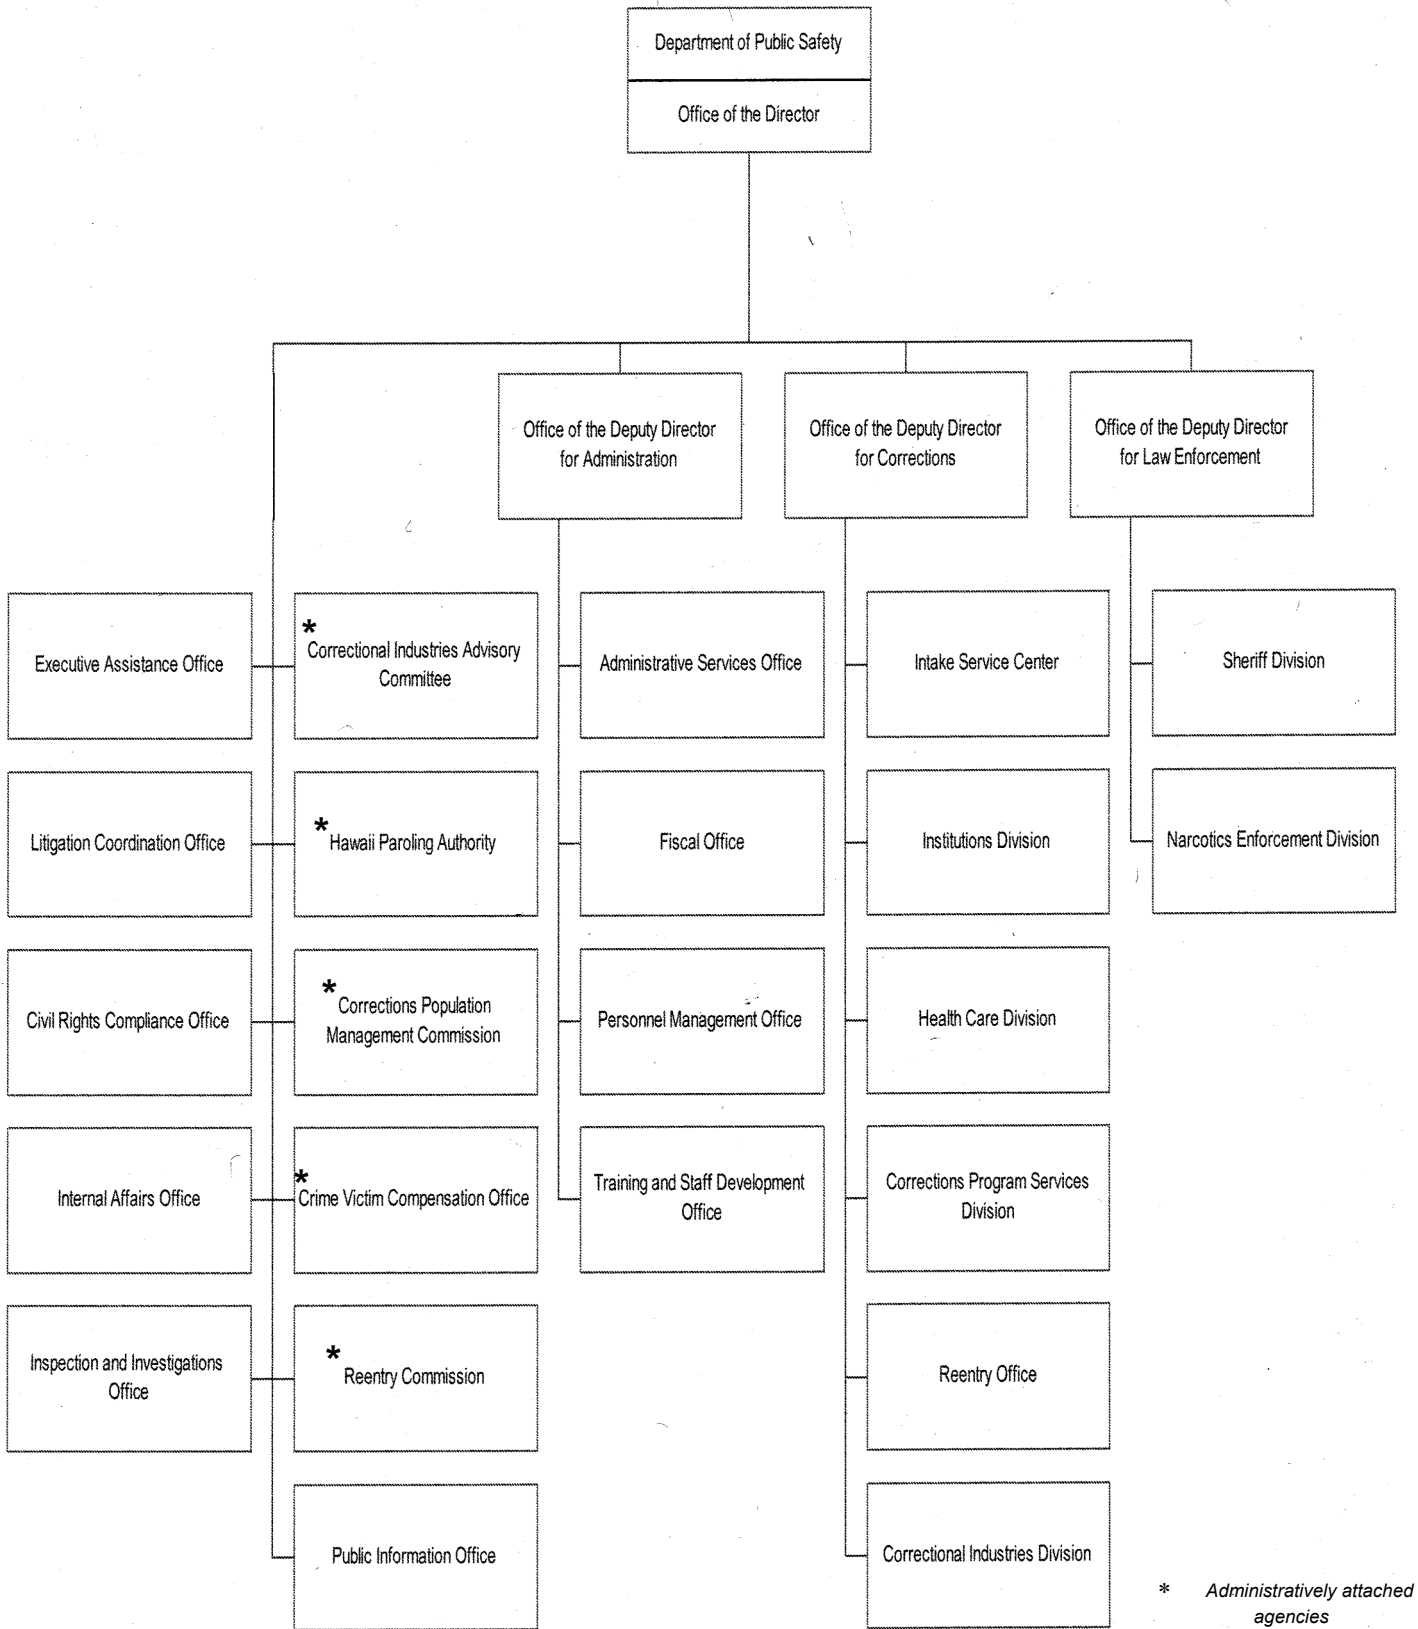 Department of Public Safety
Office of the Director
Office of the Deputy Director
for Administration
Office of the Deputy Director
for Corrections
Office of the Deputy Director
for Law Enforcement
Executive Assistance Office
*
Correctional Industries Advisory
Committee
Administrative Services Office
Intake Service Center
Sheriff Division
Litigation Coordination Office
* Hawaii Paroling Authority
Fiscal Office
Institutions Division
Narcotics Enforcement Division
Civil Rights Compliance Office
* Corrections Population
Management Commission
Personnel Management Office
Health Care Division
Internal Affairs Office
* Crime Victim Compensation Office
Training and Staff Development
Office
Corrections Program Services
Division
Inspection and Investigations
Office
* Reentry Commission
Reentry Office
Public Information Office
Correctional Industries Division
* Administratively attached
agencies